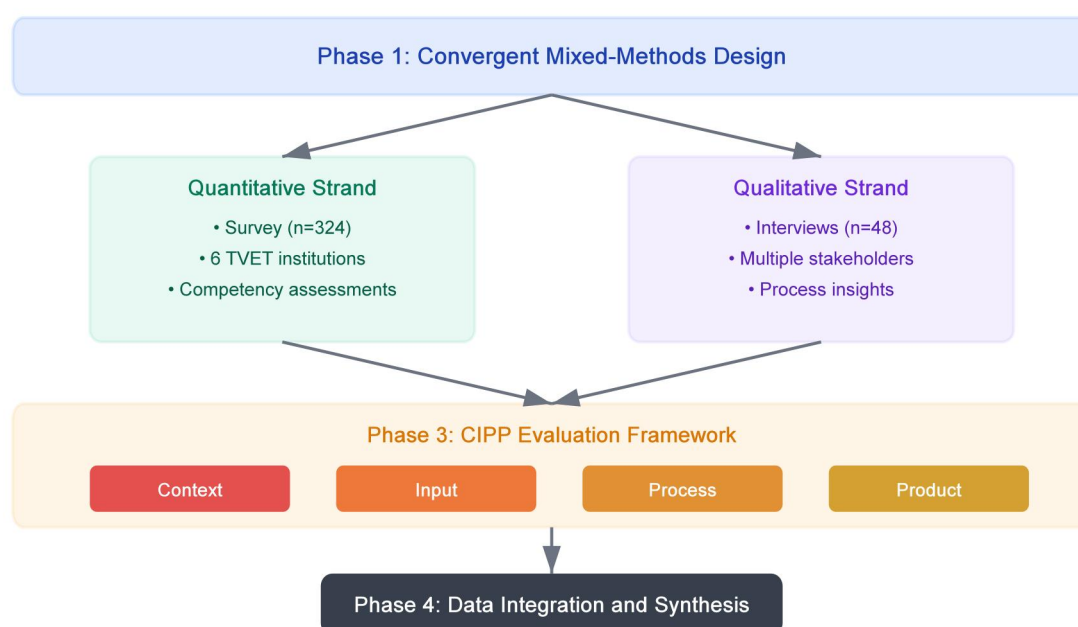 Phase 1: Convergent Mixed-Methods Design
Quantitative Strand
• Survey (n=324)
• 6 TVET institutions
• Competency assessments
Qualitative Strand
• Interviews (n=48)
• Multiple stakeholders
• Process insights
Phase 3: CIPP Evaluation Framework
Context
Input
Process
Product
Phase 4: Data Integration and Synthesis